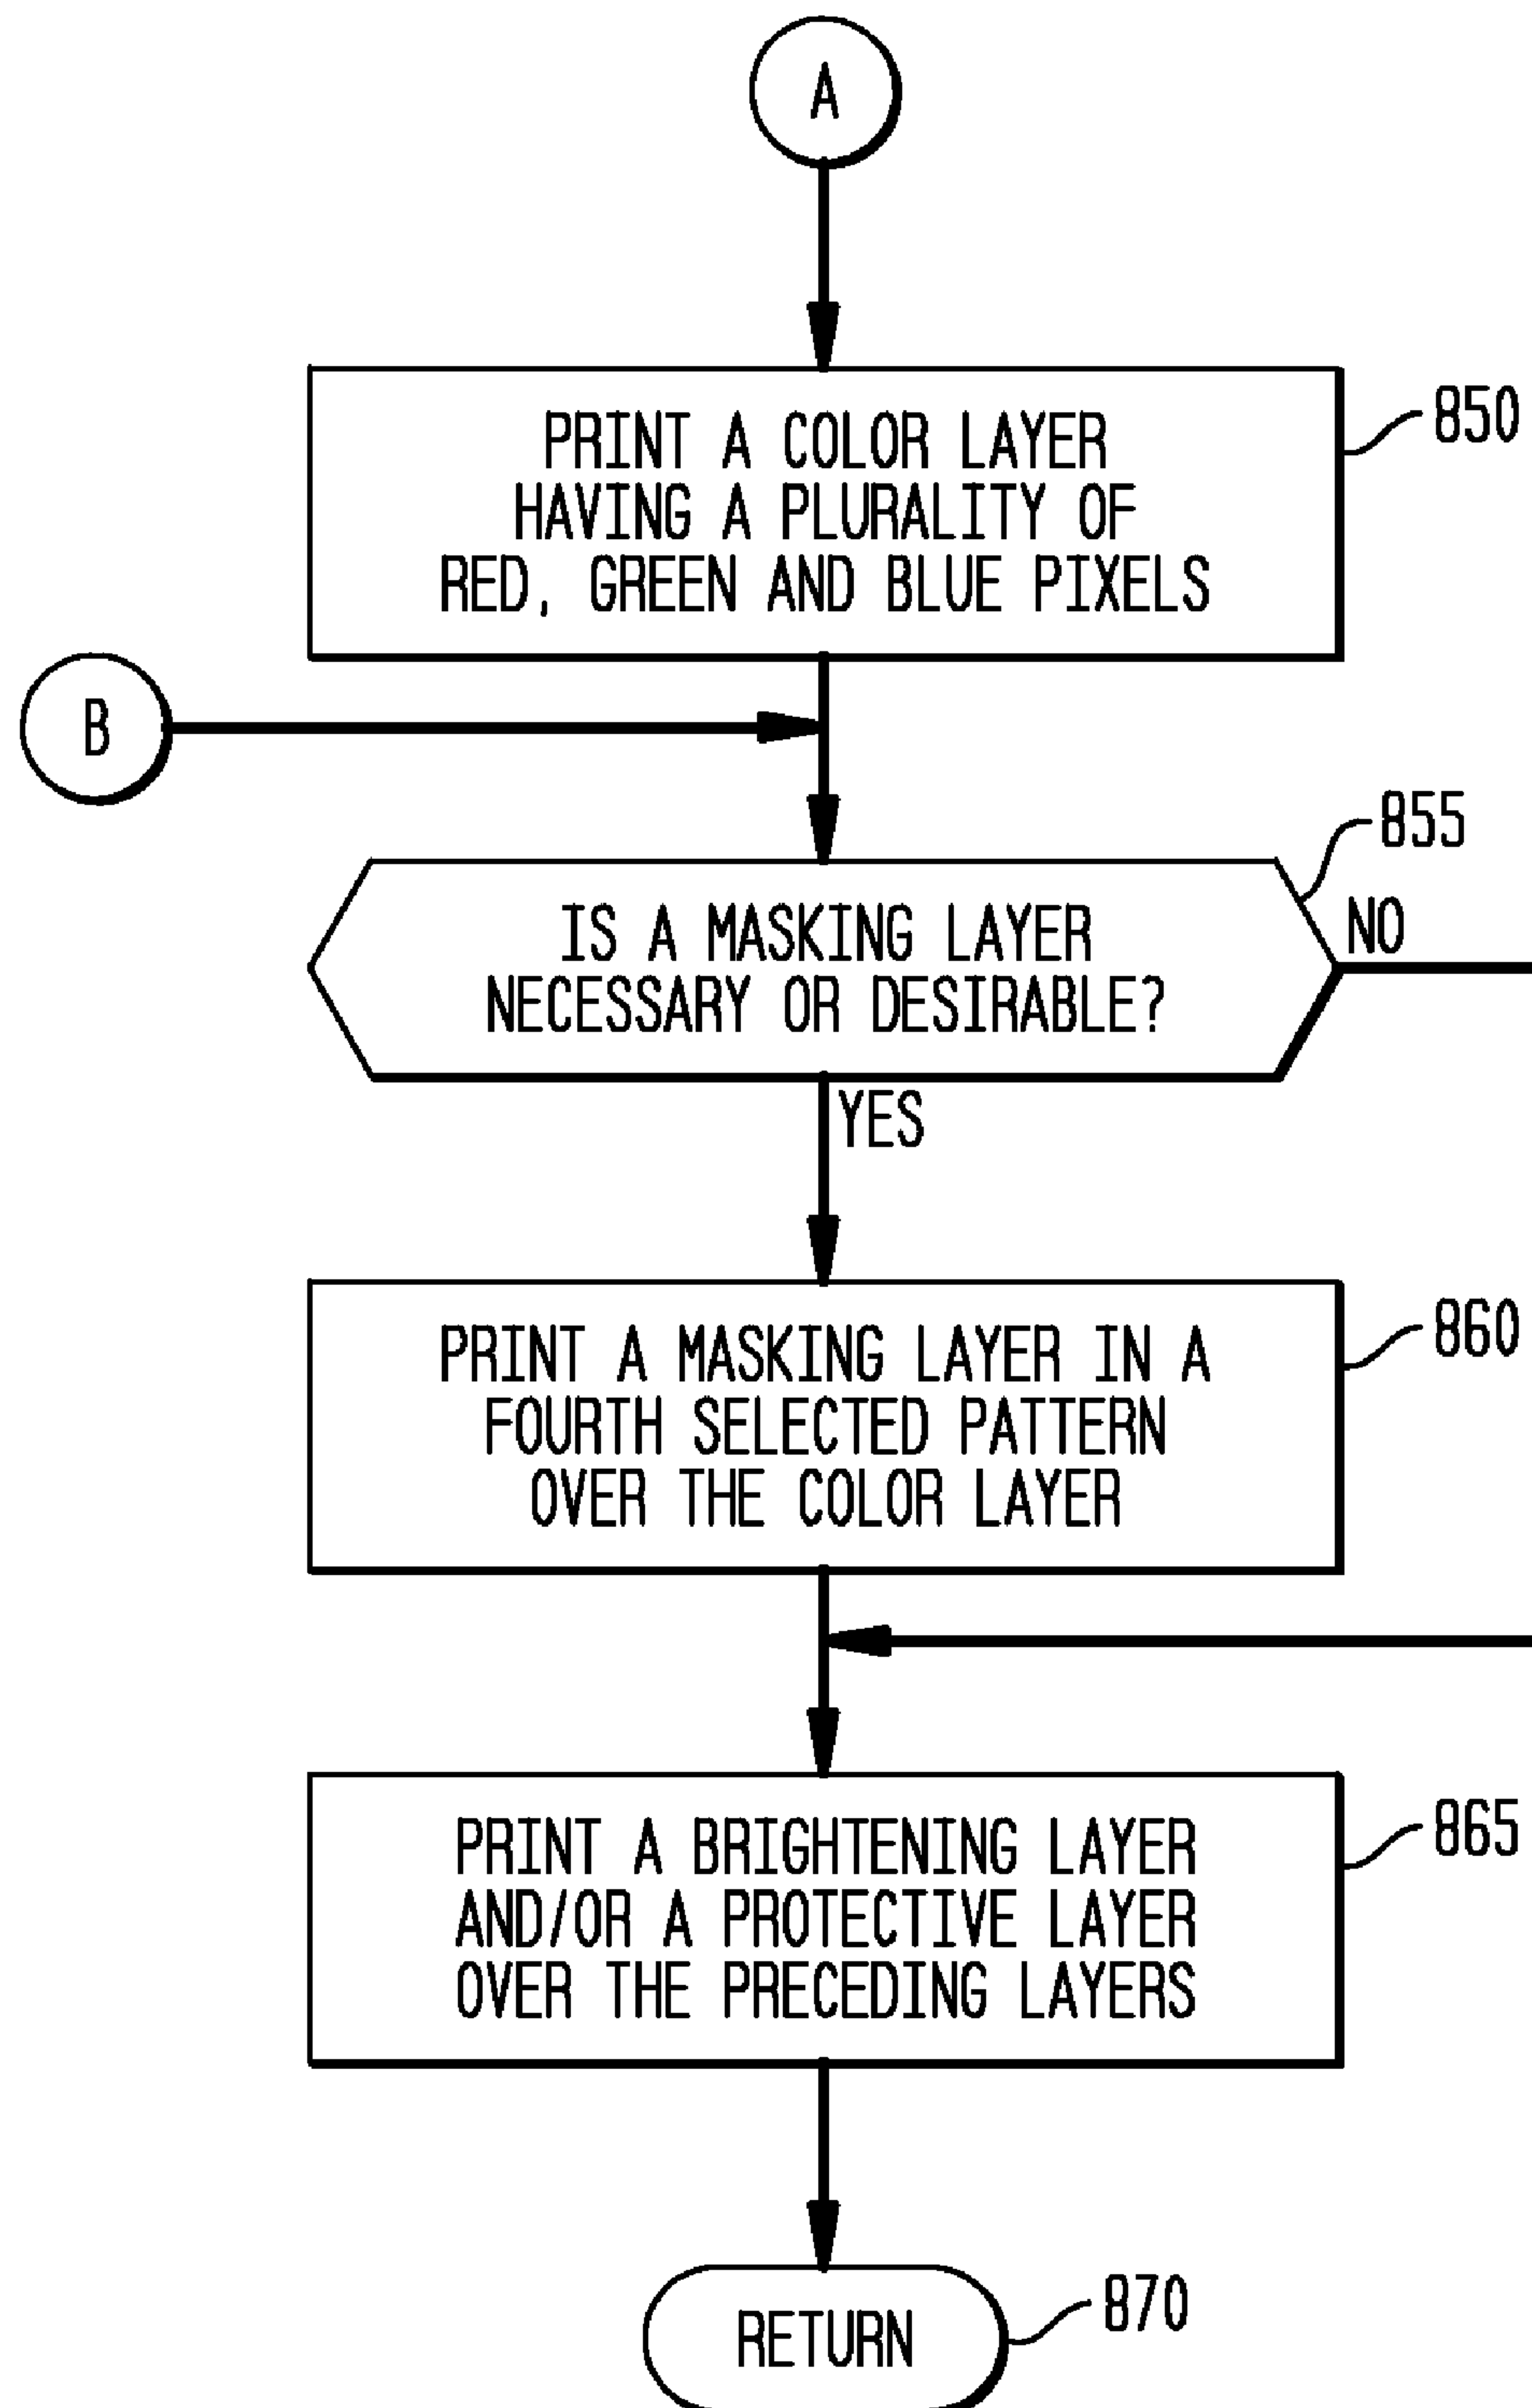 A
PRINT A COLOR LAYER
HAVING A PLURALITY OF
RED, GREEN AND BLUE PIXELS
850
B
855
IS A MASKING LAYER
NECESSARY OR DESIRABLE?
NO
YES
PRINT A MASKING LAYER IN A
FOURTH SELECTED PATTERN
OVER THE COLOR LAYER
860
PRINT A BRIGHTENING LAYER
AND/OR A PROTECTIVE LAYER
OVER THE PRECEDING LAYERS
865
RETURN
870